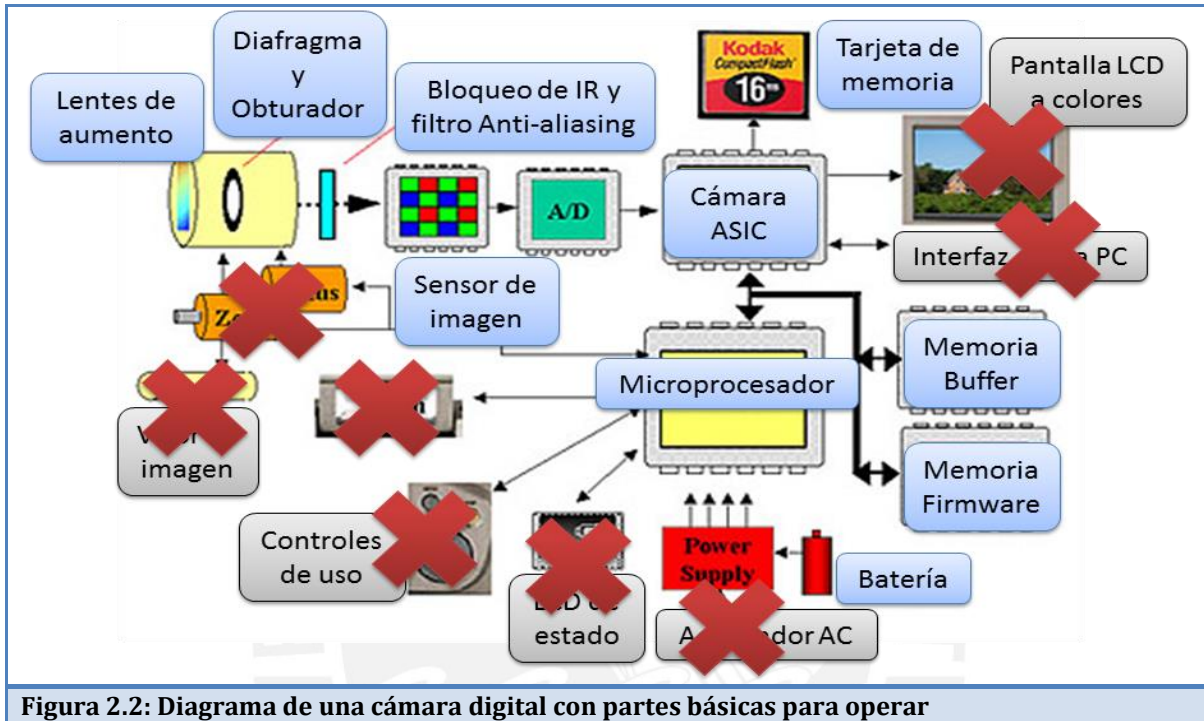 Diafragma
y
Obturador
Lentes de
aumento
Bloqueo de IR y
filtro Anti-aliasing
Kodak
CompactFlash
16MB
Tarjeta de
memoria
Pantalla LCD
a colores
A/D
Cámara
ASIC
Interfaz PC
Sensor de
imagen
Microprocesador
Memoria
Buffer
Memoria
Firmware
imagen
Controles
de uso
estado
Power
Supply
Batería
AC
Figura 2.2: Diagrama de una cámara digital con partes básicas para operar